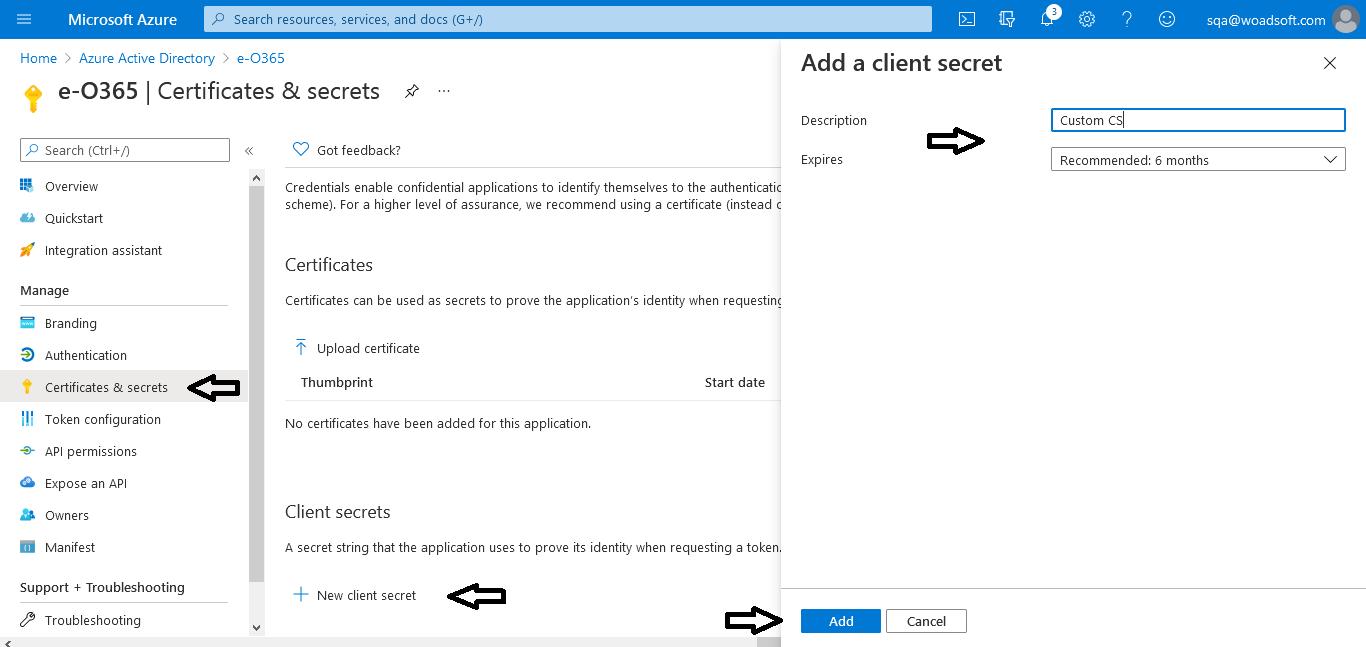 Microsoft Azure
Search resources, services, and docs (G+/)
3
sqa@woadsoft.com
Home > Azure Active Directory > e-O365
e-O365 | Certificates & secrets
...
Search (Ctrl+/)
«
Overview
Quickstart
Integration assistant
Manage
Branding
Authentication
Certificates & secrets
Token configuration
API permissions
Expose an API
Owners
Manifest
Support + Troubleshooting
Troubleshooting
Got feedback?
Credentials enable confidential applications to identify themselves to the
scheme). For a higher level of assurance, we recommend using a certificate (instead
Certificates
Certificates can be used as secrets to prove the application's identity when requesting
Upload certificate
Thumbprint Start date
No certificates have been added for this application.
Client secrets
A secret string that the application uses to prove its identity when requesting a token.
New client secret
Add a client secret
Description
Custom CS
Expires
Recommended: 6 months
Add
Cancel